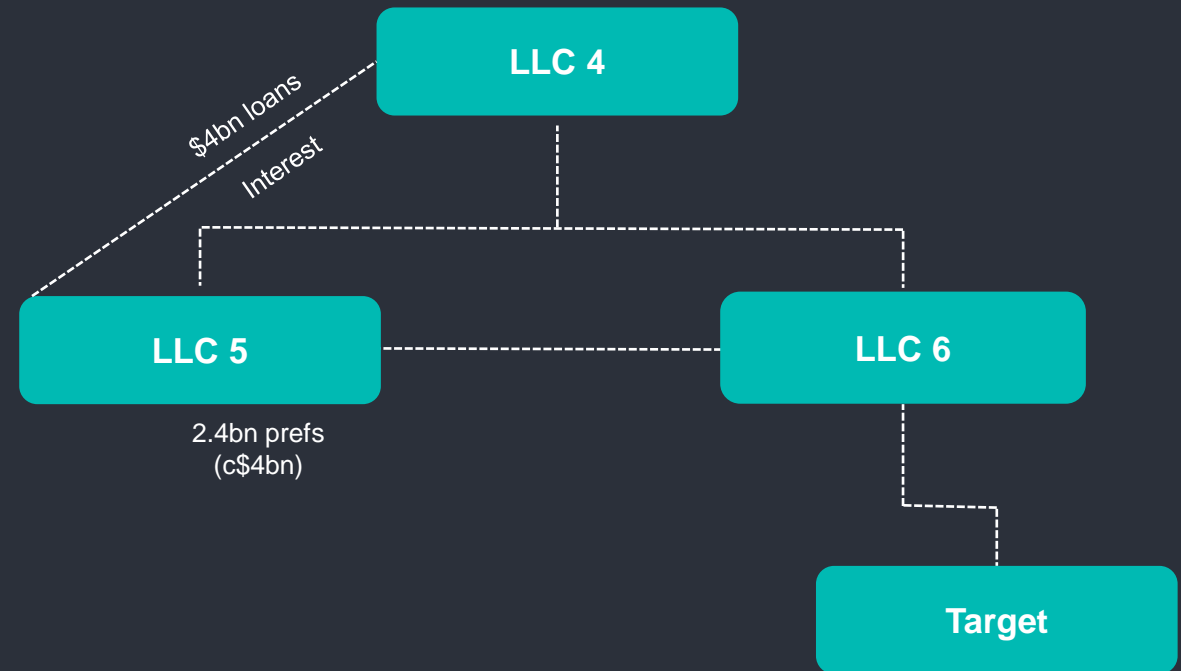 LLC 4
$4bn loans
Interest
LLC 5
LLC 6
2.4bn prefs
(c$4bn)
Target